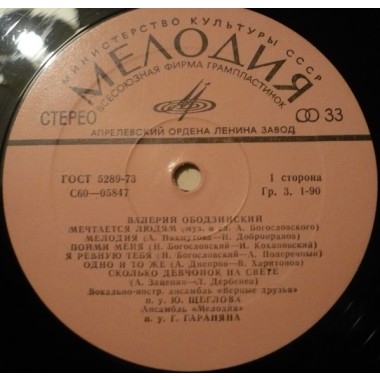 МИНИСТЕРСТВО КУЛЬТУРЫ СССР
МЕЛОДИЯ
ВСЕСОЮЗНАЯ ФИРМА ГРАМПЛАСТИНОК
СТЕРЕО
33
АПРЕЛЕВСКИЙ ОРДЕНА ЛЕНИНА ЗАВОД
ГОСТ 5289-73
1 сторона
С60—05847
Гр. 3. 1-90
ВАЛЕРИЙ ОБОДЗИНСКИЙ
МЕЧТАЕТСЯ ЛЮДЯМ (муз. и сл. А. Богословского)
МЕЛОДИЯ (А. Пахмутова—Н. Добронравов)
ПОЙМИ МЕНЯ (Н. Богословский—И. Кохановский)
Я РЕВНУЮ ТЕБЯ (Н. Богословский—А. Поперечный)
ОДНО И ТО ЖЕ (А. Днепров—В. Харитонов)
СКОЛЬКО ДЕВЧОНОК НА СВЕТЕ
(А. Зацепин—Л. Дербенев)
Вокально-инстр. ансамбль «Верные друзья»
п. у. Ю. ЩЕГЛОВА
Ансамбль «Мелодия»
п. у. Г. ГАРАНЯНА